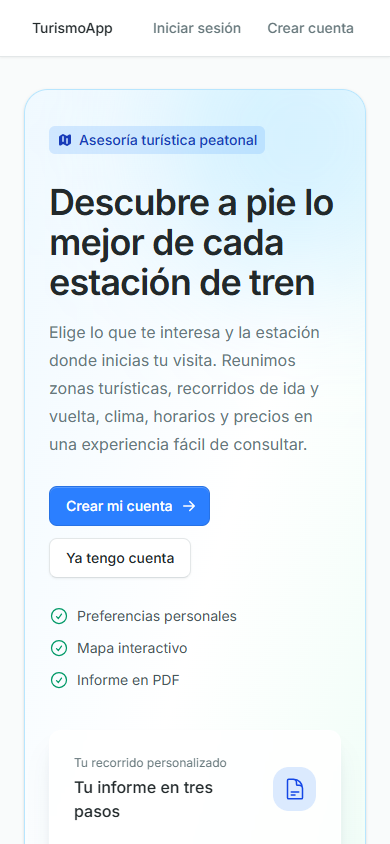 TurismoApp
Iniciar sesión
Crear cuenta
Asesoría turística peatonal
Descubre a pie lo
mejor de cada
estación de tren
Elige lo que te interesa y la estación
donde inicias tu visita. Reunimos
zonas turísticas, recorridos de ida y
vuelta, clima, horarios y precios en
una experiencia fácil de consultar.
Crear mi cuenta
Ya tengo cuenta
Preferencias personales
Mapa interactivo
Informe en PDF
Tu recorrido personalizado
Tu informe en tres
pasos